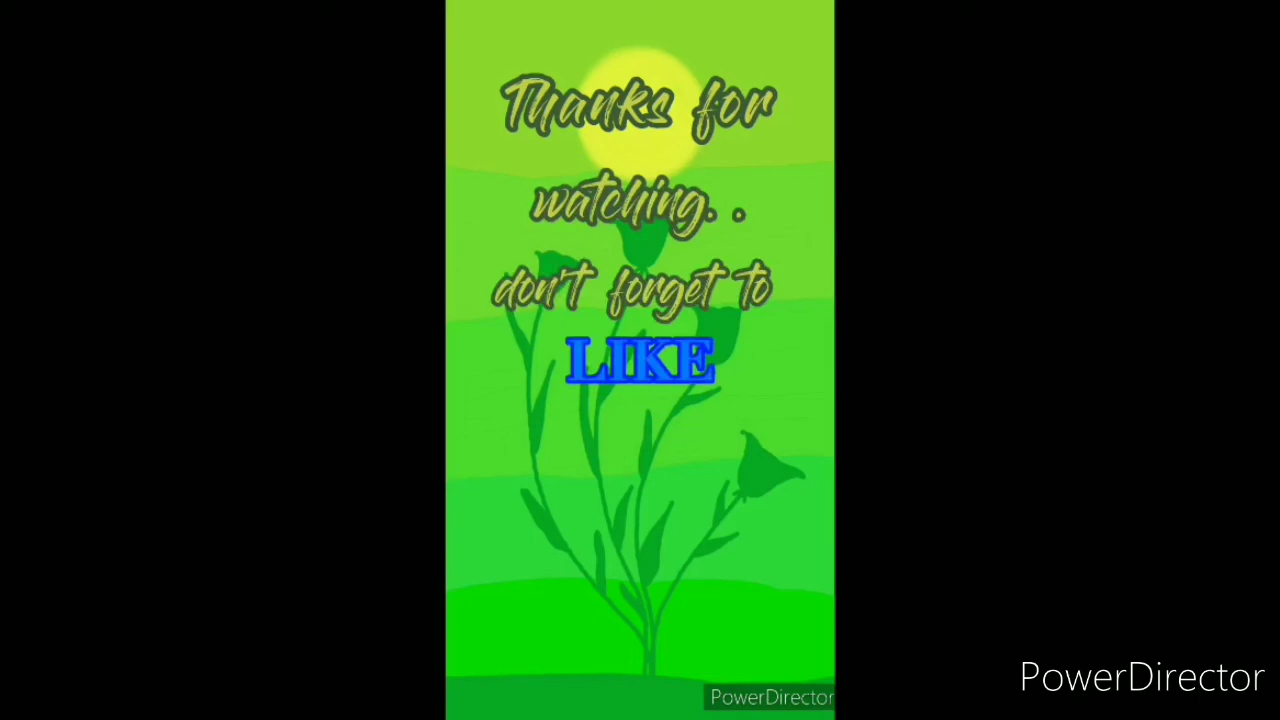 Thanks for
watching. .
don't forget to
LIKE
PowerDirector
PowerDirector